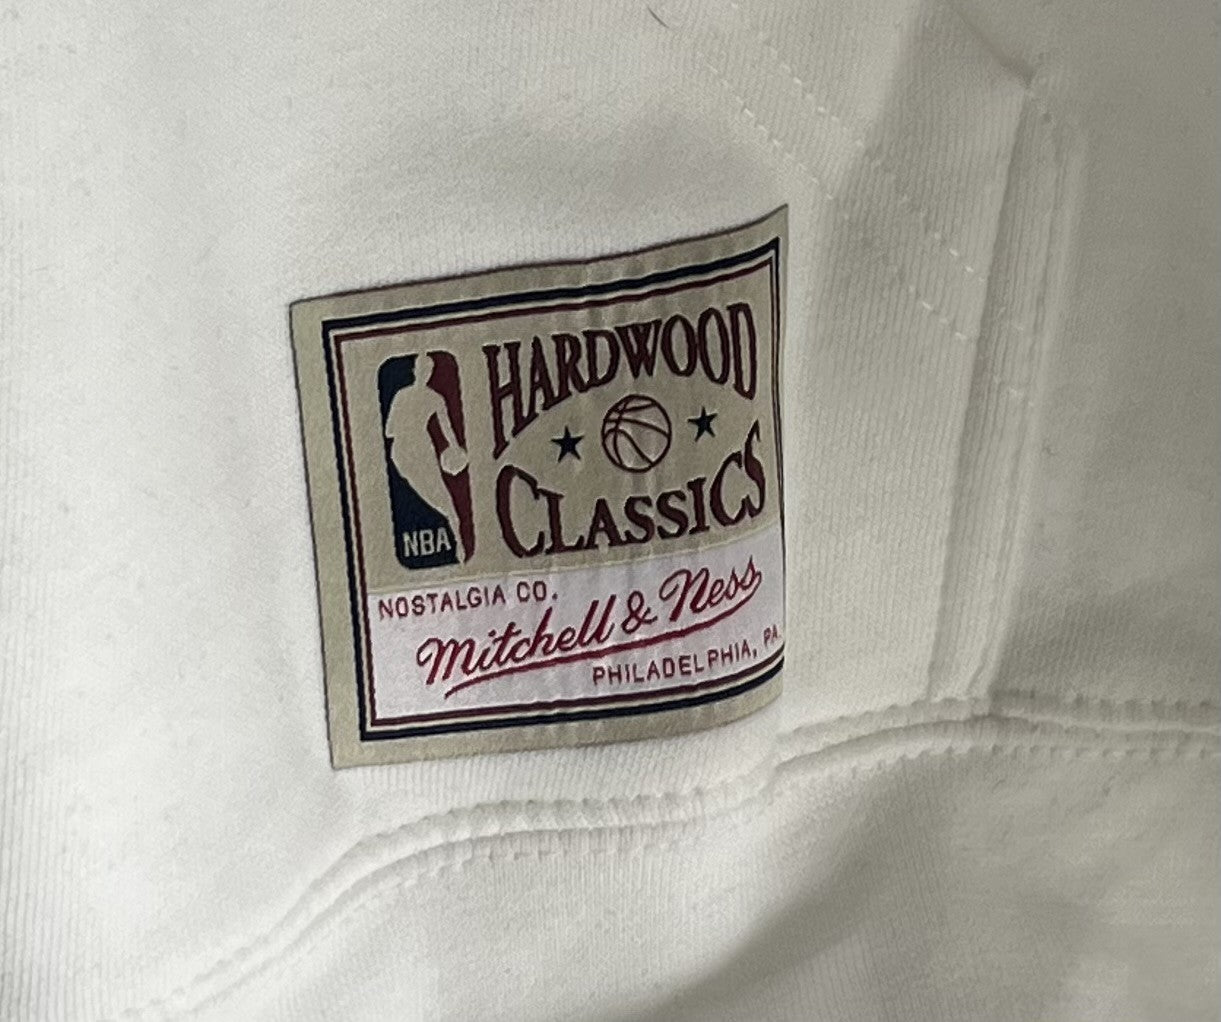 HARDWOOD
CLASSICS
NBA
NOSTALGIA CO.
Mitchell & Ness
PHILADELPHIA, PA.